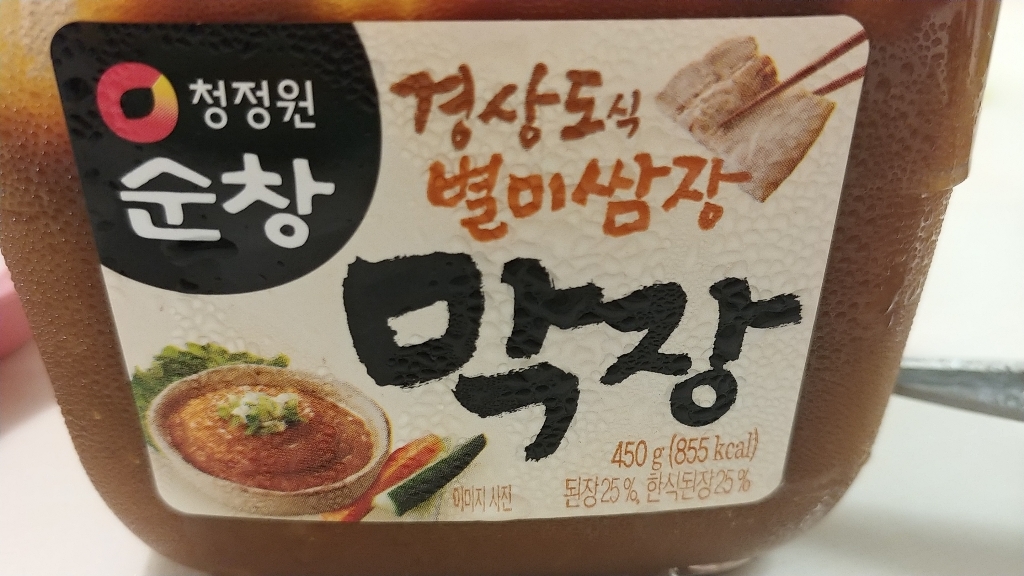 청정원
순창
경상도식
별미쌈장
막장
450 g (855 kcal)
된장 25 %, 한식된장 25 %
이미지 사진